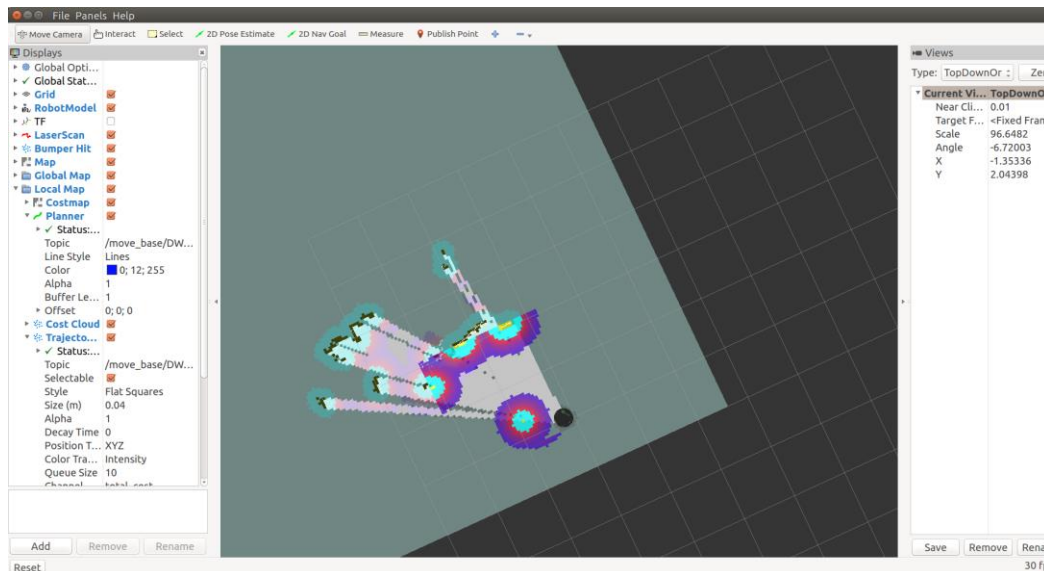 File Panels Help
Move Camera Interact Select 2D Pose Estimate 2D Nav Goal Measure Publish Point
Displays
Global Opti...
Global Stat...
Grid
RobotModel
TF
LaserScan
Bumper Hit
Map
Global Map
Local Map
Costmap
Planner
Status:...
Topic /move_base/DW...
Line Style Lines
Color 0; 12; 255
Alpha 1
Buffer Le... 1
Offset 0; 0; 0
Cost Cloud
Trajecto...
Status:...
Topic /move_base/DW...
Selectable
Style Flat Squares
Size (m) 0.04
Alpha 1
Decay Time 0
Position T... XYZ
Color Tra... Intensity
Queue Size 10
Channel total_cost
Add Remove Rename
Reset
Views
Type: TopDownOr Ze
Current Vi... TopDownO
Near Cli... 0.01
Target F... <Fixed Fran
Scale 96.6482
Angle -6.72003
X -1.35336
Y 2.04398
Save Remove Rena
30 f